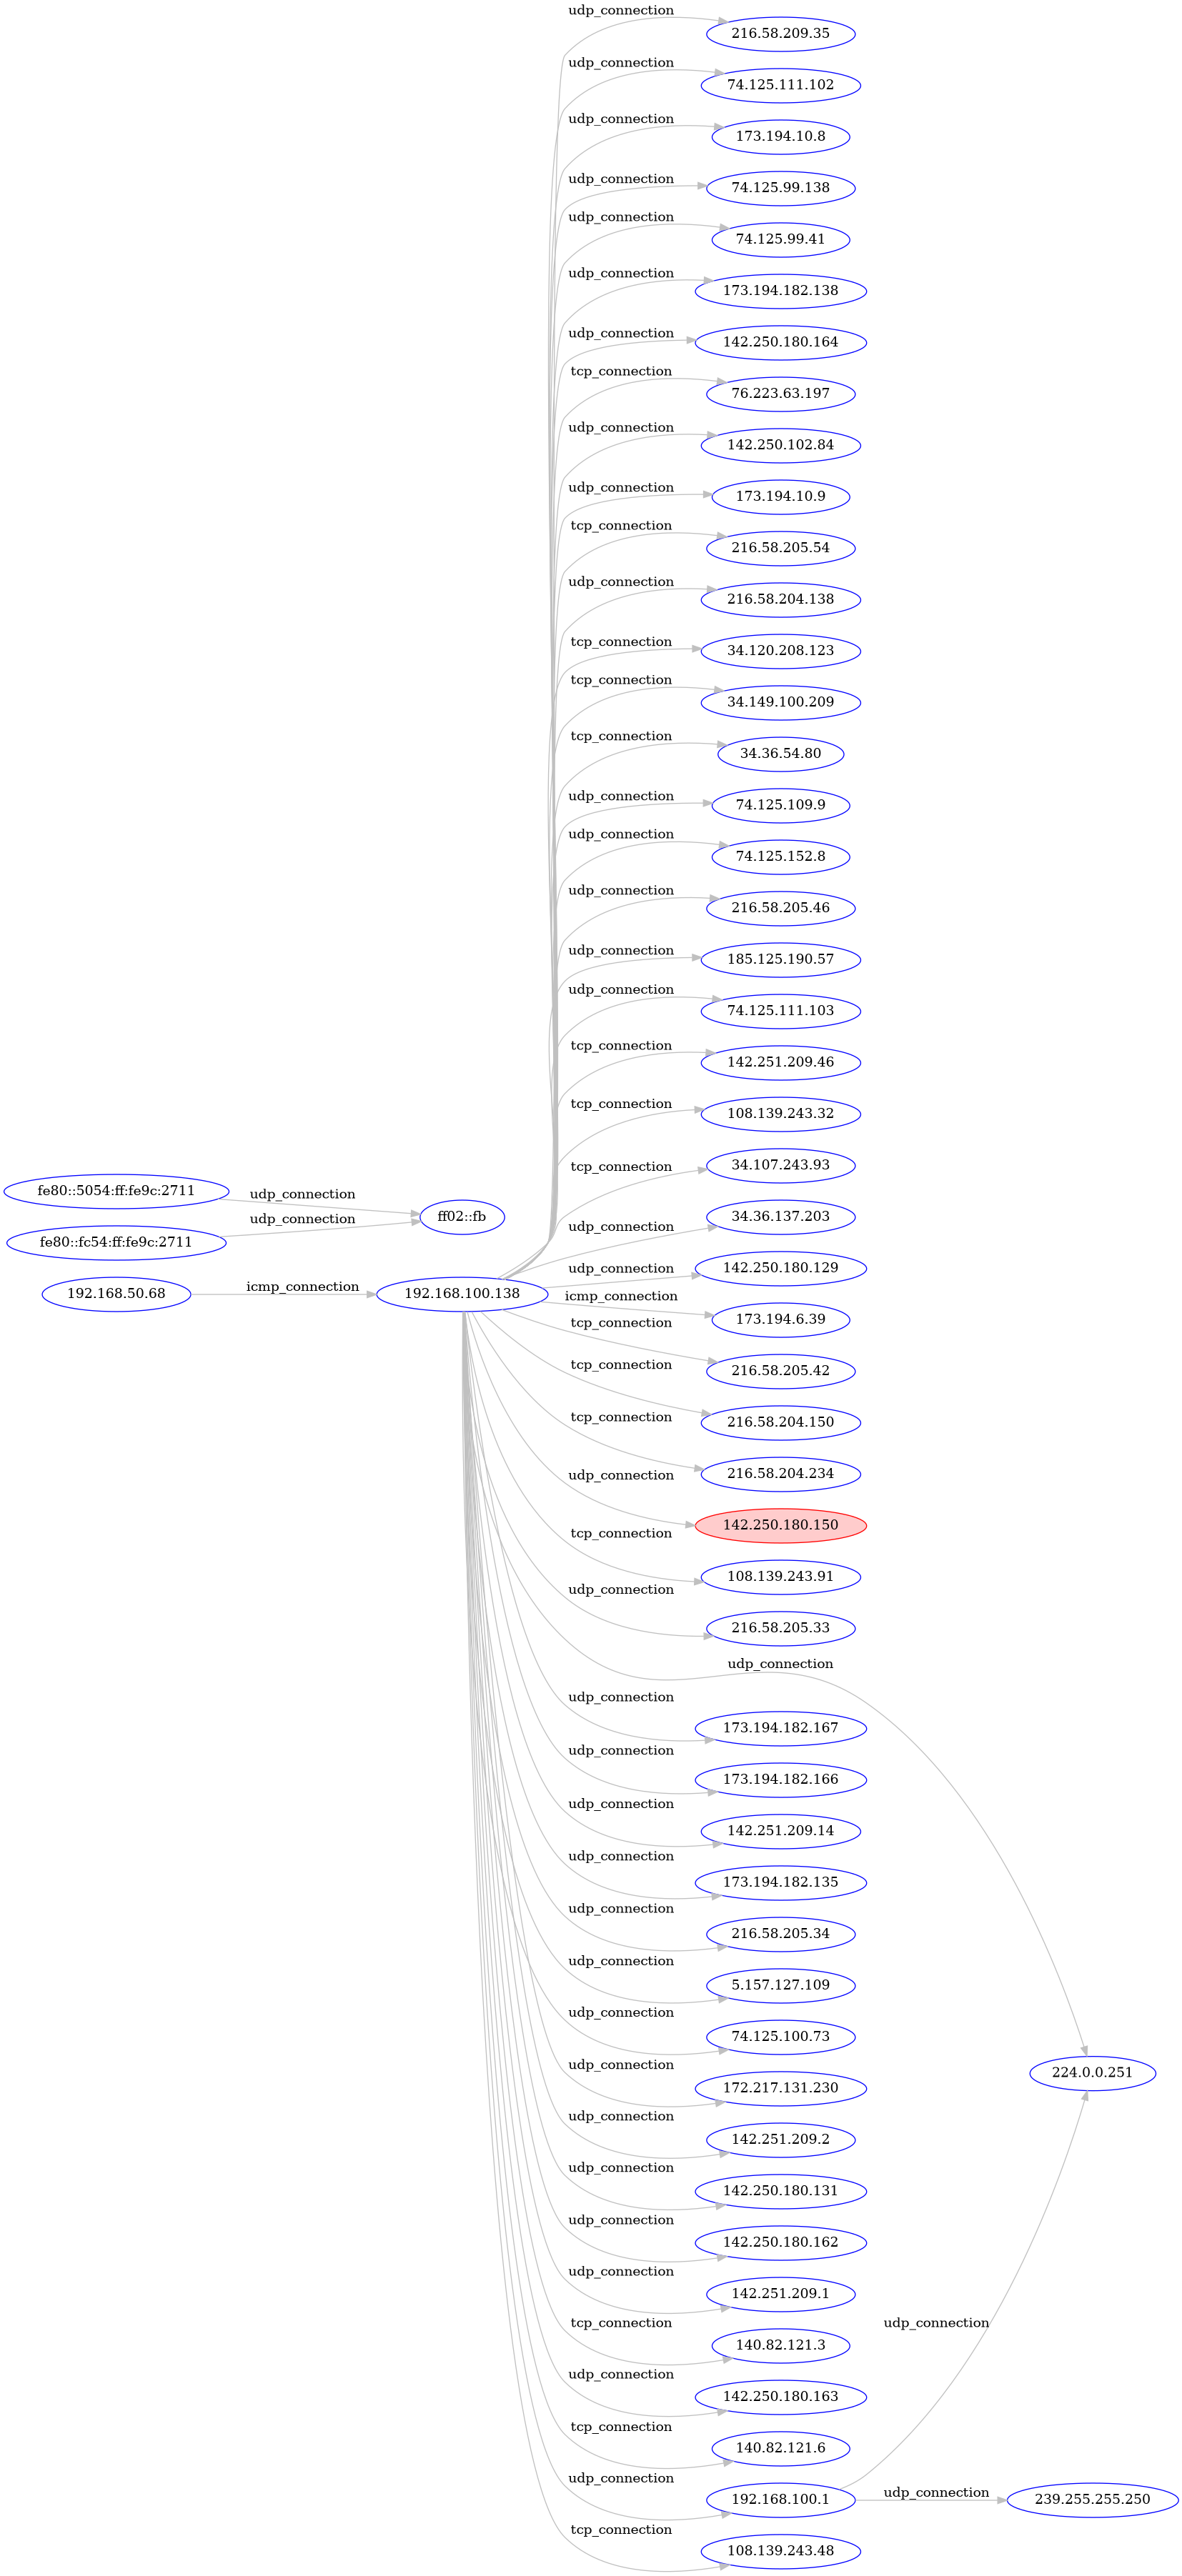 udp_connection
216.58.209.35
udp_connection
74.125.111.102
udp_connection
173.194.10.8
udp_connection
74.125.99.138
udp_connection
74.125.99.41
udp_connection
173.194.182.138
udp_connection
142.250.180.164
tcp_connection
76.223.63.197
udp_connection
142.250.102.84
udp_connection
173.194.10.9
tcp_connection
216.58.205.54
udp_connection
216.58.204.138
tcp_connection
34.120.208.123
tcp_connection
34.149.100.209
tcp_connection
34.36.54.80
udp_connection
74.125.109.9
udp_connection
74.125.152.8
udp_connection
216.58.205.46
udp_connection
185.125.190.57
udp_connection
74.125.111.103
tcp_connection
142.251.209.46
tcp_connection
108.139.243.32
tcp_connection
34.107.243.93
fe80::5054:ff:fe9c:2711
udp_connection
ff02::fb
udp_connection
34.36.137.203
fe80::fc54:ff:fe9c:2711
udp_connection
udp_connection
142.250.180.129
192.168.50.68
icmp_connection
192.168.100.138
icmp_connection
173.194.6.39
tcp_connection
216.58.205.42
tcp_connection
216.58.204.150
tcp_connection
216.58.204.234
udp_connection
142.250.180.150
tcp_connection
108.139.243.91
udp_connection
216.58.205.33
udp_connection
udp_connection
173.194.182.167
udp_connection
173.194.182.166
udp_connection
142.251.209.14
udp_connection
173.194.182.135
udp_connection
216.58.205.34
udp_connection
5.157.127.109
udp_connection
74.125.100.73
224.0.0.251
udp_connection
172.217.131.230
udp_connection
142.251.209.2
udp_connection
142.250.180.131
udp_connection
142.250.180.162
udp_connection
142.251.209.1
tcp_connection
140.82.121.3
udp_connection
udp_connection
142.250.180.163
tcp_connection
140.82.121.6
udp_connection
192.168.100.1
udp_connection
239.255.255.250
tcp_connection
108.139.243.48